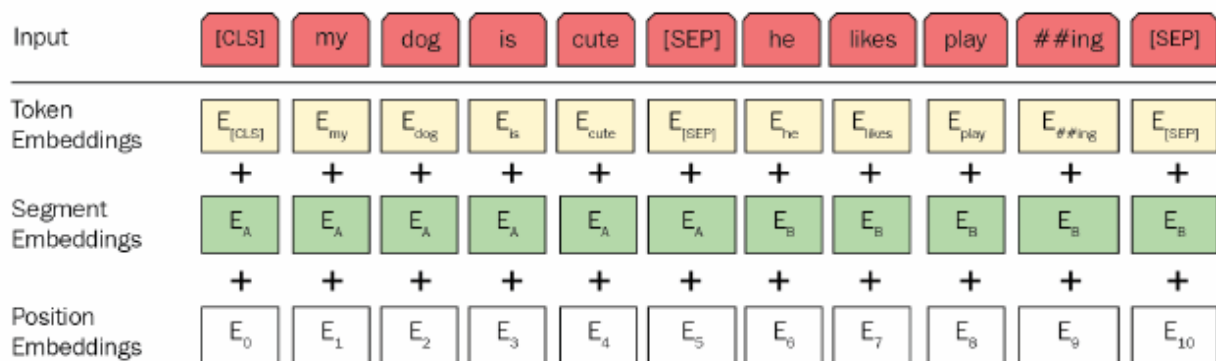 Input [CLS] my dog is cute [SEP] he likes play ##ing [SEP]
Token Embeddings E[CLS] Emy Edog Eis Ecute E[SEP] Ehe Elikes Eplay E##ing E[SEP]
+ + + + + + + + + + +
Segment Embeddings EA EA EA EA EA EA EB EB EB EB EB
+ + + + + + + + + + +
Position Embeddings E0 E1 E2 E3 E4 E5 E6 E7 E8 E9 E10